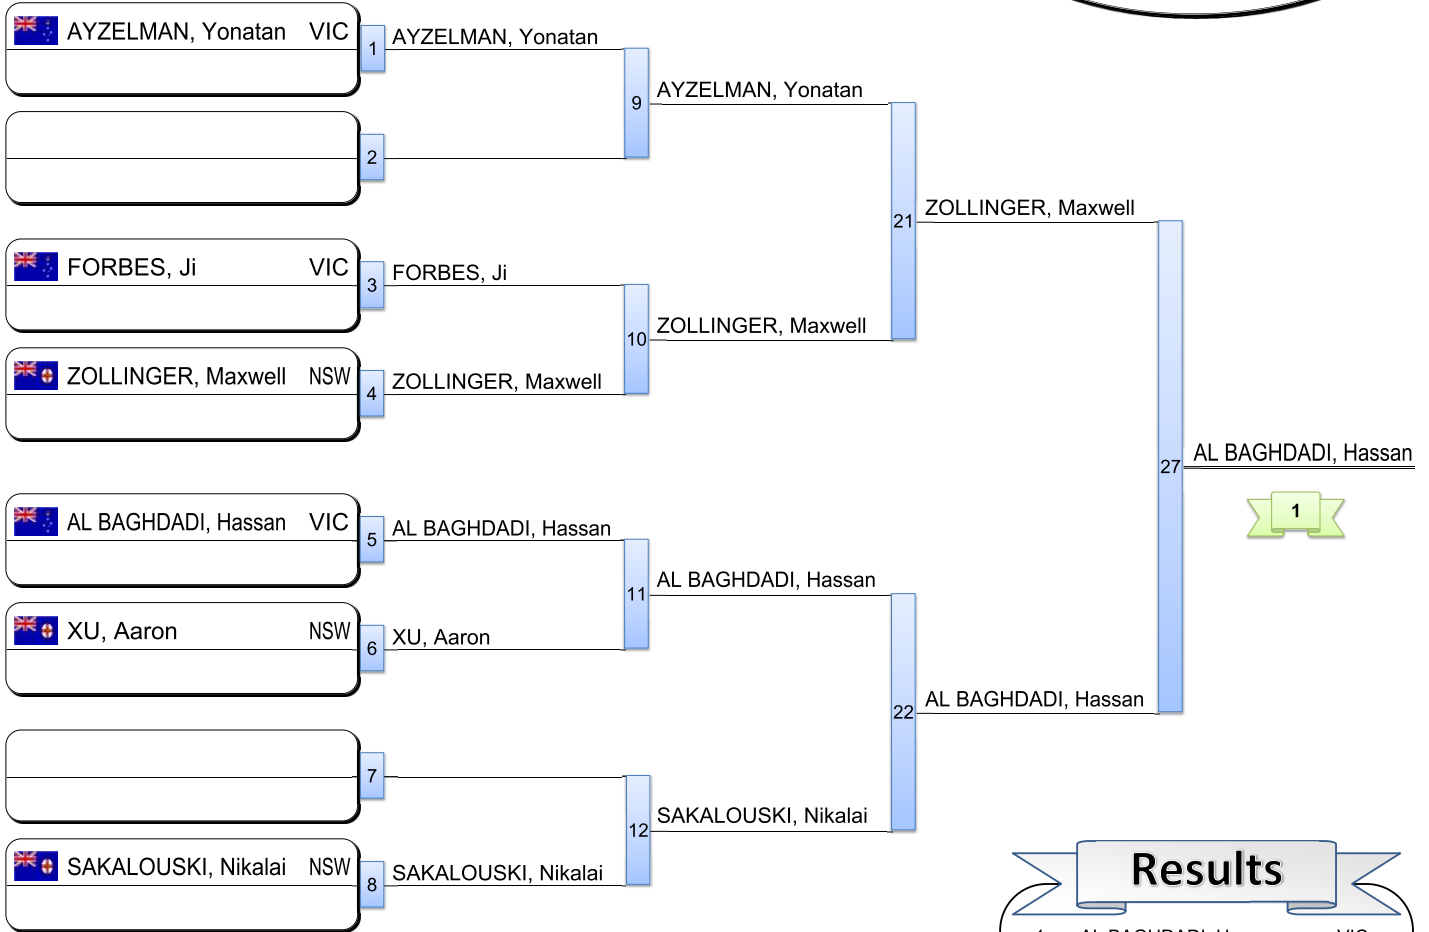 AYZELMAN, Yonatan VIC
1
AYZELMAN, Yonatan
9
AYZELMAN, Yonatan
2
21
ZOLLINGER, Maxwell
FORBES, Ji VIC
3
FORBES, Ji
10
ZOLLINGER, Maxwell
ZOLLINGER, Maxwell NSW
4
ZOLLINGER, Maxwell
27
AL BAGHDADI, Hassan
1
AL BAGHDADI, Hassan VIC
5
AL BAGHDADI, Hassan
11
AL BAGHDADI, Hassan
XU, Aaron NSW
6
XU, Aaron
22
AL BAGHDADI, Hassan
7
12
SAKALOUSKI, Nikalai
SAKALOUSKI, Nikalai NSW
8
SAKALOUSKI, Nikalai
Results